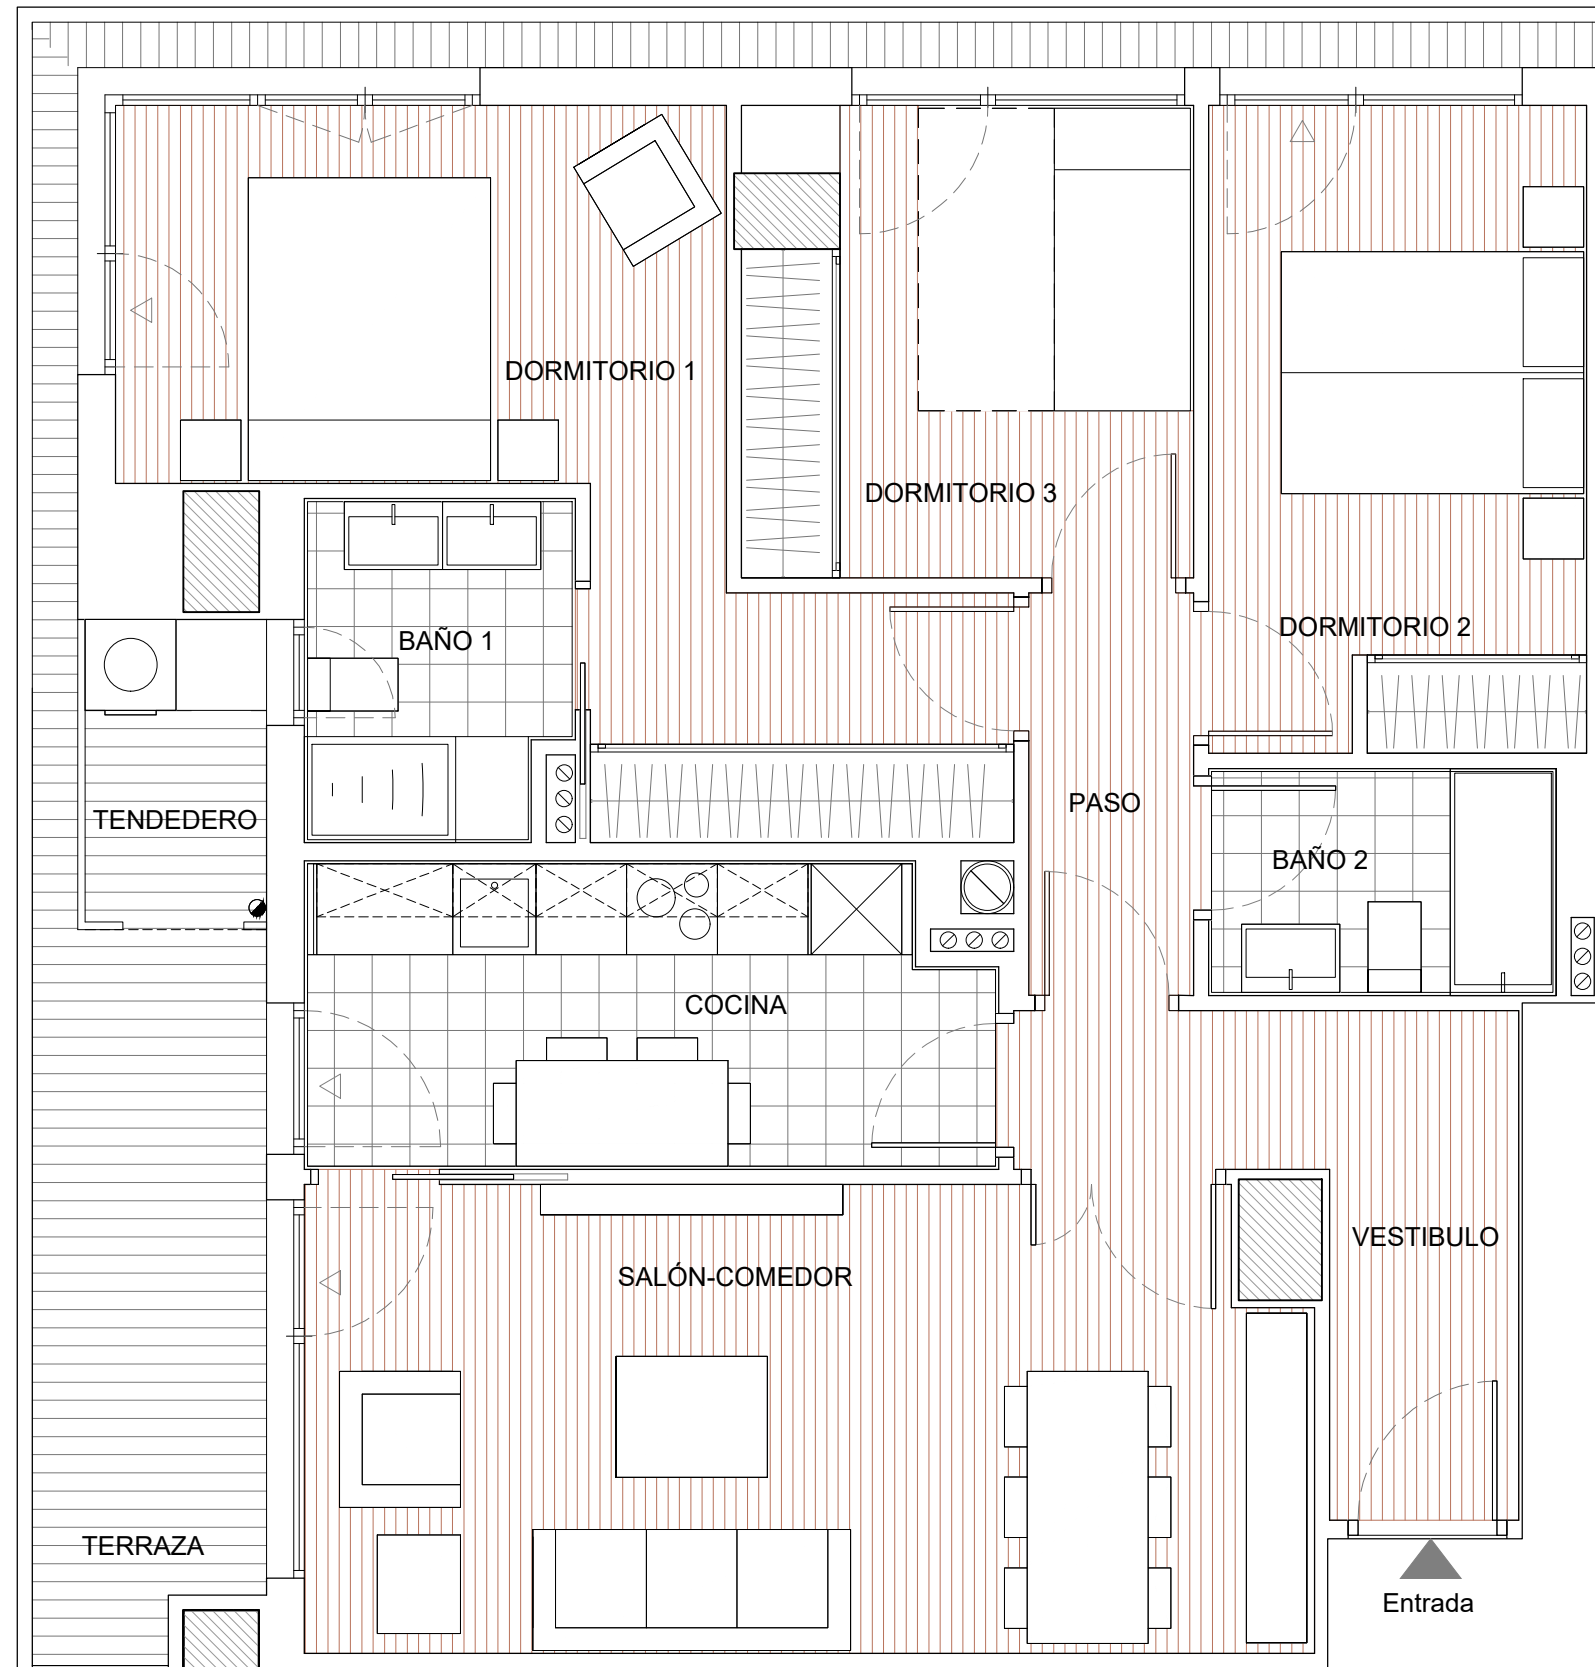 DORMITORIO 1
DORMITORIO 3
DORMITORIO 2
BAÑO 1
TENDEDERO
PASO
BAÑO 2
COCINA
SALÓN-COMEDOR
VESTIBULO
TERRAZA
Entrada